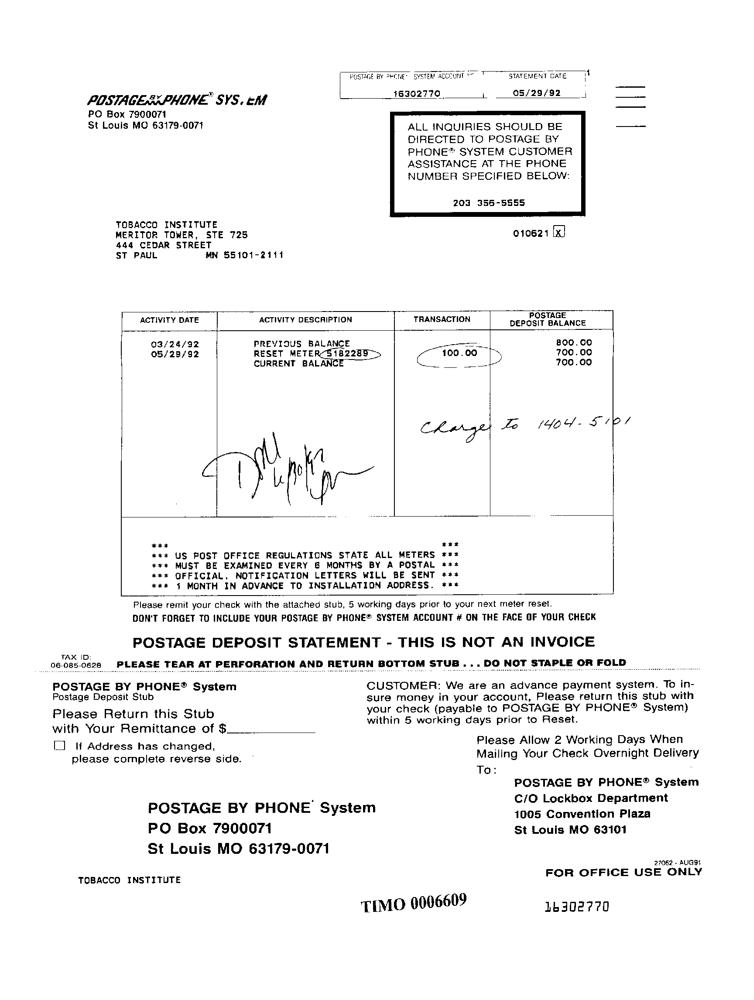 POSTAGE BY PHONE® SYSTEM ACCOUNT STATEMENT DATE
16302770 05/29/92
POSTAGE BY PHONE® SYS. EM
PO Box 7900071
St Louis MO 63179-0071
ALL INQUIRIES SHOULD BE
DIRECTED TO POSTAGE BY
PHONE® SYSTEM CUSTOMER
ASSISTANCE AT THE PHONE
NUMBER SPECIFIED BELOW:
203 356-5555
010621 X
TOBACCO INSTITUTE
MERITOR TOWER, STE 725
444 CEDAR STREET
ST PAUL MN 55101-2111
ACTIVITY DATE ACTIVITY DESCRIPTION TRANSACTION POSTAGE DEPOSIT BALANCE
03/24/92 PREVIOUS BALANCE 800.00
05/29/92 RESET METER 5182289 100.00 700.00
CURRENT BALANCE 700.00
Charge to 1404-5101
*** ***
*** US POST OFFICE REGULATIONS STATE ALL METERS ***
*** MUST BE EXAMINED EVERY 6 MONTHS BY A POSTAL ***
*** OFFICIAL. NOTIFICATION LETTERS WILL BE SENT ***
*** 1 MONTH IN ADVANCE TO INSTALLATION ADDRESS. ***
Please remit your check with the attached stub, 5 working days prior to your next meter reset.
DON'T FORGET TO INCLUDE YOUR POSTAGE BY PHONE® SYSTEM ACCOUNT # ON THE FACE OF YOUR CHECK
POSTAGE DEPOSIT STATEMENT - THIS IS NOT AN INVOICE
TAX ID:
06-085-0628 PLEASE TEAR AT PERFORATION AND RETURN BOTTOM STUB . . . DO NOT STAPLE OR FOLD
POSTAGE BY PHONE® System
Postage Deposit Stub
Please Return this Stub
with Your Remittance of $
If Address has changed,
please complete reverse side.
CUSTOMER: We are an advance payment system. To in-
sure money in your account, Please return this stub with
your check (payable to POSTAGE BY PHONE® System)
within 5 working days prior to Reset.
Please Allow 2 Working Days When
Mailing Your Check Overnight Delivery
To:
POSTAGE BY PHONE® System
C/O Lockbox Department
1005 Convention Plaza
St Louis MO 63101
POSTAGE BY PHONE System
PO Box 7900071
St Louis MO 63179-0071
27062 - AUG91
FOR OFFICE USE ONLY
TOBACCO INSTITUTE
TIMO 0006609
16302770